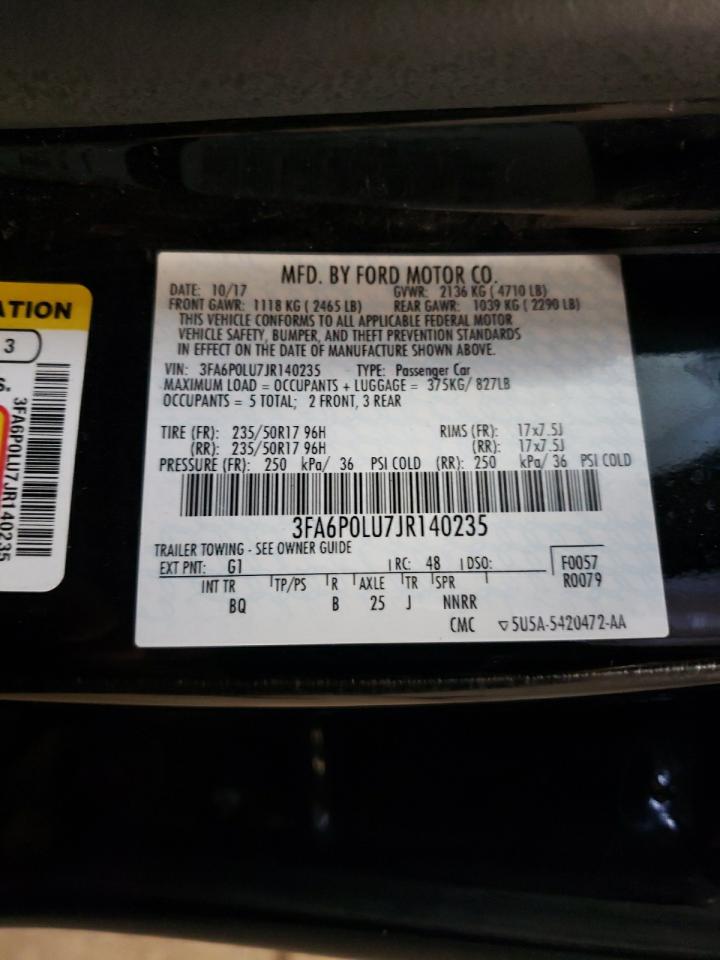 ATION
3
S.
3FA6P0LU7JR140235
MFD. BY FORD MOTOR CO.
DATE: 10/17 GVWR: 2136 KG ( 4710 LB)
FRONT GAWR: 1118 KG ( 2465 LB) REAR GAWR: 1039 KG ( 2290 LB)
THIS VEHICLE CONFORMS TO ALL APPLICABLE FEDERAL MOTOR
VEHICLE SAFETY, BUMPER, AND THEFT PREVENTION STANDARDS
IN EFFECT ON THE DATE OF MANUFACTURE SHOWN ABOVE.
VIN: 3FA6P0LU7JR140235 TYPE: Passenger Car
MAXIMUM LOAD = OCCUPANTS + LUGGAGE = 375KG/ 827LB
OCCUPANTS = 5 TOTAL; 2 FRONT, 3 REAR
TIRE (FR): 235/50R17 96H RIMS (FR): 17x7.5J
(RR): 235/50R17 96H (RR): 17x7.5J
PRESSURE (FR): 250 kPa/ 36 PSI COLD (RR): 250 kPa/ 36 PSI COLD
3FA6P0LU7JR140235
TRAILER TOWING - SEE OWNER GUIDE
EXT PNT: G1 RC: 48 DSO: F0057
R0079
INT TR TP/PS R AXLE TR SPR
BQ B 25 J NNRR
CMC ▽5U5A-5420472-AA